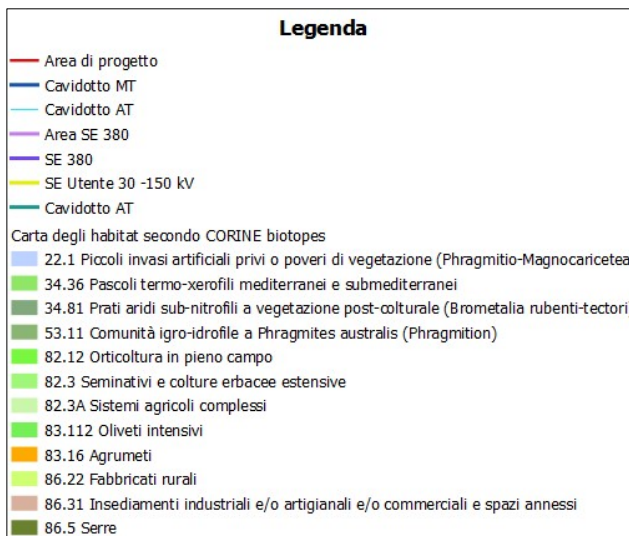 Legenda
Area di progetto
Cavidotto MT
Cavidotto AT
Area SE 380
SE 380
SE Utente 30 -150 kV
Cavidotto AT
Carta degli habitat secondo CORINE biotopes
22.1 Piccoli invasi artificiali privi o poveri di vegetazione (Phragmitio-Magnocaricetea
34.36 Pascoli termo-xerofili mediterranei e submediterranei
34.81 Prati aridi sub-nitrofili a vegetazione post-colturale (Brometalia rubenti-tectori)
53.11 Comunità igro-idrofile a Phragmites australis (Phragmition)
82.12 Orticoltura in pieno campo
82.3 Seminativi e colture erbacee estensive
82.3A Sistemi agricoli complessi
83.112 Oliveti intensivi
83.16 Agrumeti
86.22 Fabbricati rurali
86.31 Insediamenti industriali e/o artigianali e/o commerciali e spazi annessi
86.5 Serre